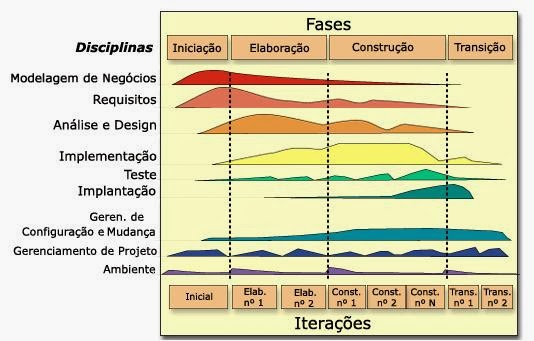 Fases
Disciplinas
Iniciação
Elaboração
Construção
Transição
Modelagem de Negócios
Requisitos
Análise e Design
Implementação
Teste
Implantação
Geren. de
Configuração e Mudança
Gerenciamento de Projeto
Ambiente
Inicial
Elab.
nº 1
Elab.
nº 2
Const.
nº 1
Const.
nº 2
Const.
nº N
Trans.
nº 1
Trans.
nº 2
Iterações